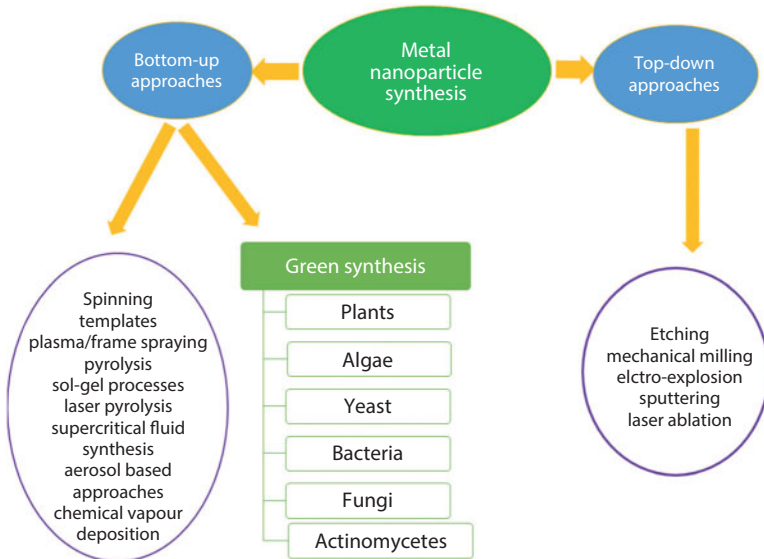 Metal
nanoparticle
synthesis
Bottom-up
approaches
Top-down
approaches
Spinning
templates
plasma/frame spraying
pyrolysis
sol-gel processes
laser pyrolysis
supercritical fluid
synthesis
aerosol based
approaches
chemical vapour
deposition
Green synthesis
Plants
Algae
Yeast
Bacteria
Fungi
Actinomycetes
Etching
mechanical milling
elctro-explosion
sputtering
laser ablation